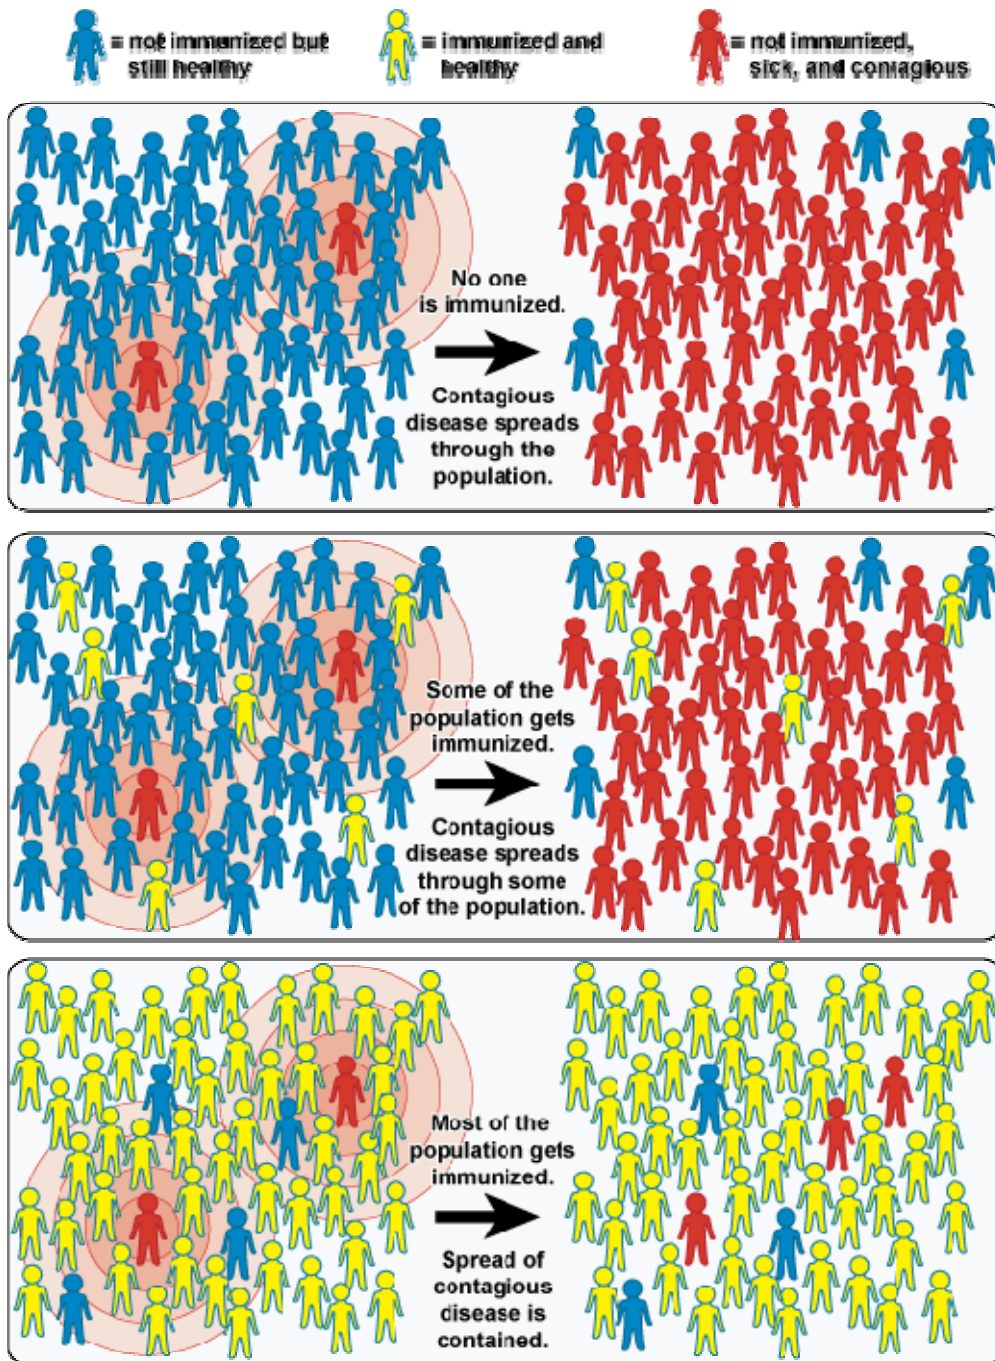 = not immunized but
still healthy
= immunized and
healthy
= not immunized,
sick, and contagious
No one
is immunized.
Contagious
disease spreads
through the
population.
Some of the
population gets
immunized.
Contagious
disease spreads
through some
of the population.
Most of the
population gets
immunized.
Spread of
contagious
disease is
contained.